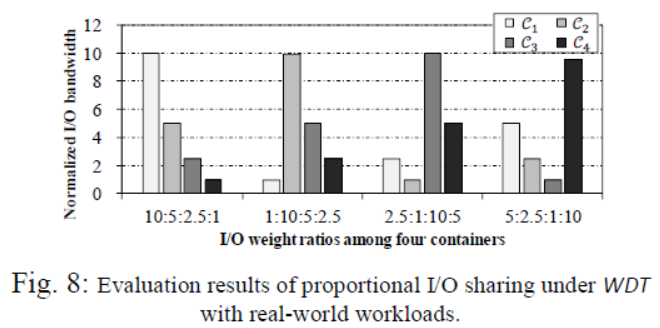 12
10
8
6
4
2
0
Normalized I/O bandwidth
C1 C2
C3 C4
10:5:2.5:1 1:10:5:2.5 2.5:1:10:5 5:2.5:1:10
I/O weight ratios among four containers
Fig. 8: Evaluation results of proportional I/O sharing under WDT
with real-world workloads.